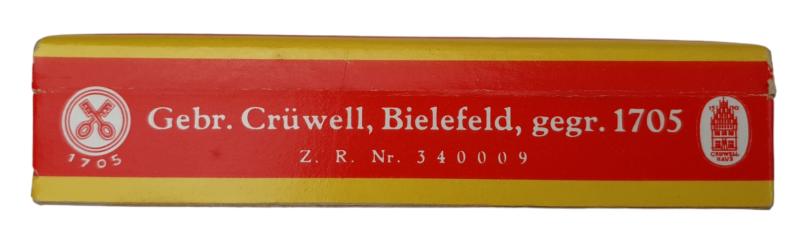 Gebr. Crüwell, Bielefeld, gegr. 1705
Z. R. Nr. 340009
1705
CRÜWELL
HAUS